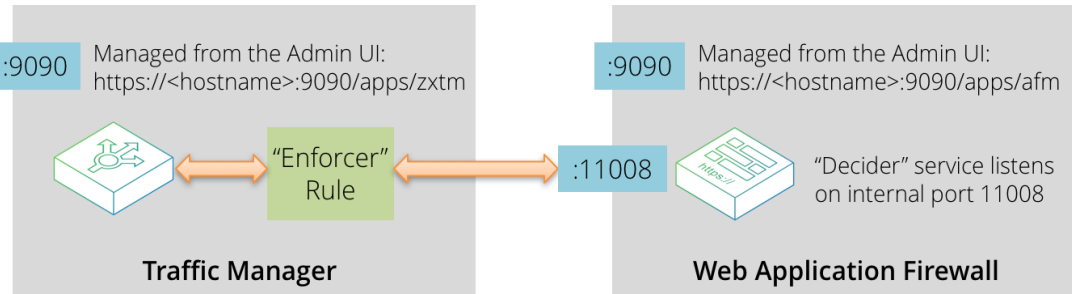 :9090
Managed from the Admin UI:
https://<hostname>:9090/apps/zxtm
“Enforcer”
Rule
Traffic Manager
:9090
Managed from the Admin UI:
https://<hostname>:9090/apps/afm
:11008
https://
“Decider” service listens
on internal port 11008
Web Application Firewall